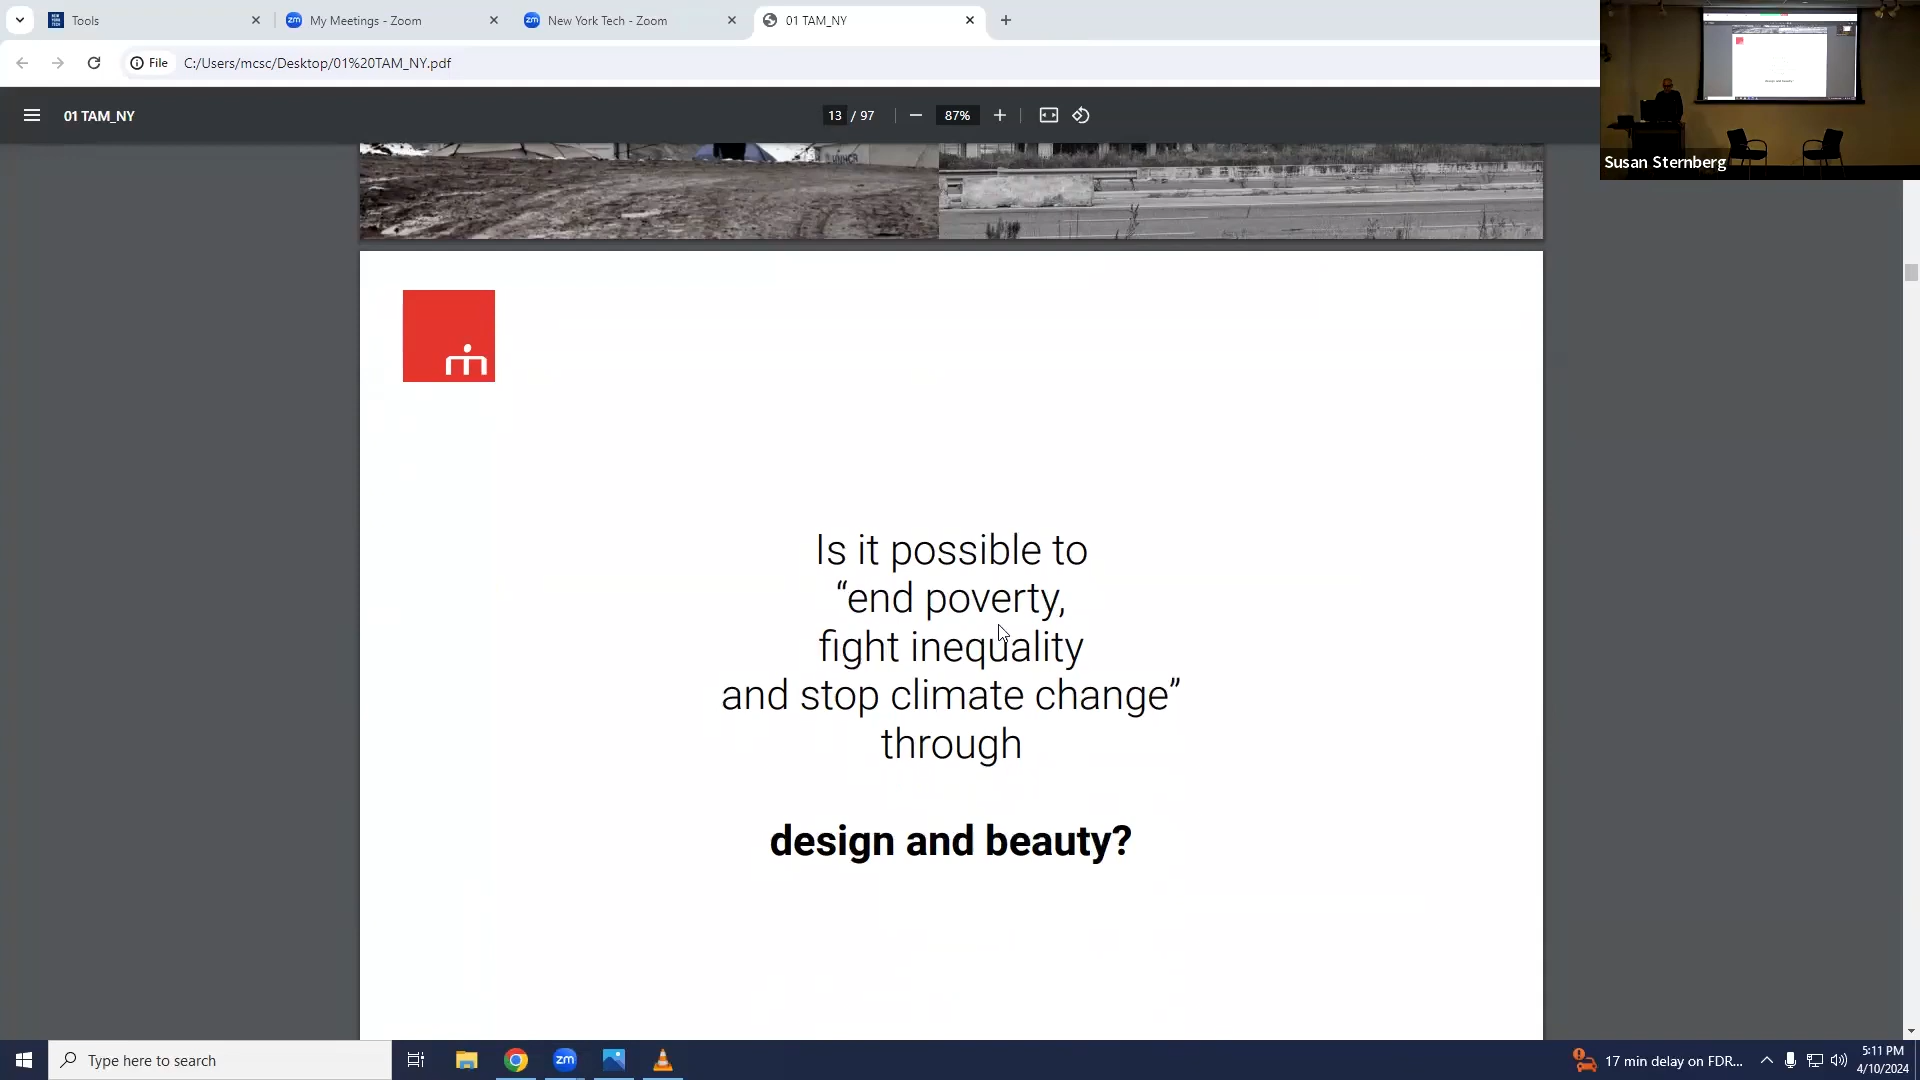 Tools
My Meetings - Zoom
New York Tech - Zoom
01 TAM_NY
File
C:/Users/mcsc/Desktop/01%20TAM_NY.pdf
01 TAM_NY
13 / 97
87%
Susan Sternberg
UNHCR
Is it possible to
“end poverty,
fight inequality
and stop climate change”
through
design and beauty?
Type here to search
zm
17 min delay on FDR...
5:11 PM
4/10/2024